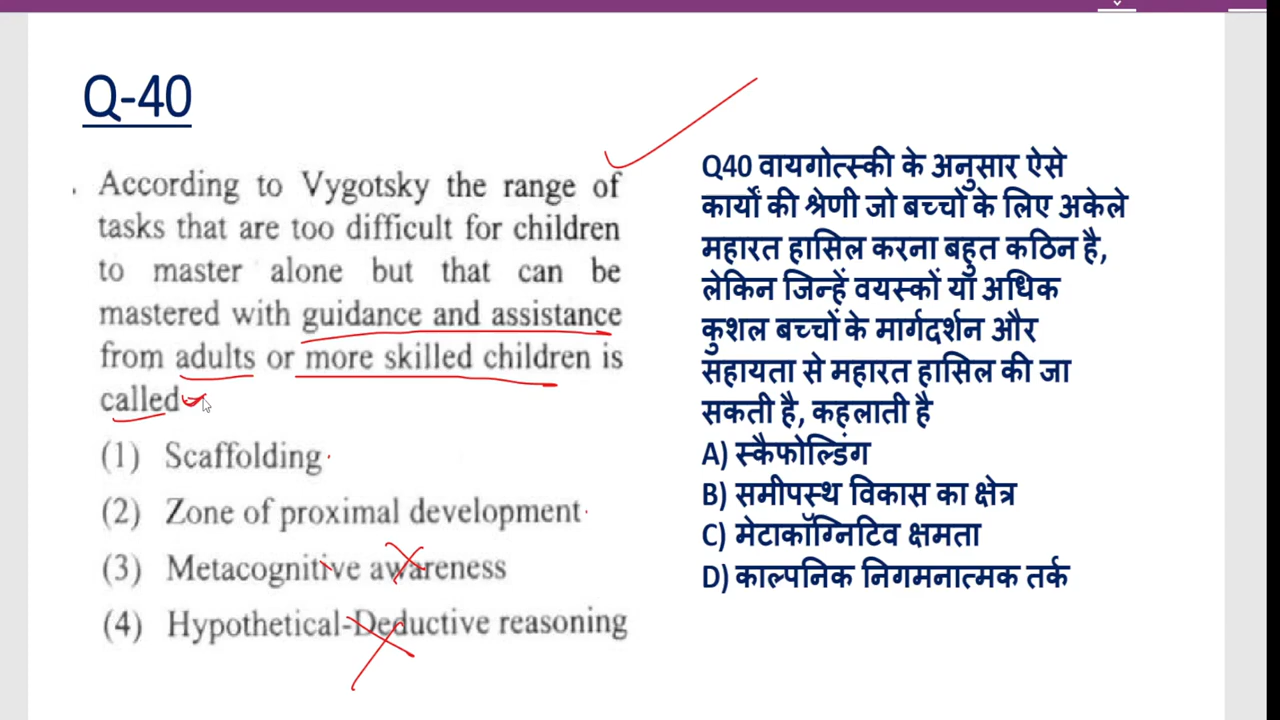 Q-40
According to Vygotsky the range of
tasks that are too difficult for children
to master alone but that can be
mastered with guidance and assistance
from adults or more skilled children is
called
(1) Scaffolding
(2) Zone of proximal development
(3) Metacognitive awareness
(4) Hypothetical-Deductive reasoning
Q40 वायगोत्स्की के अनुसार ऐसे
कार्यों की श्रेणी जो बच्चों के लिए अकेले
महारत हासिल करना बहुत कठिन है,
लेकिन जिन्हें वयस्कों या अधिक
कुशल बच्चों के मार्गदर्शन और
सहायता से महारत हासिल की जा
सकती है, कहलाती है
A) स्कैफोल्डिंग
B) समीपस्थ विकास का क्षेत्र
C) मेटाकॉग्निटिव क्षमता
D) काल्पनिक निगमनात्मक तर्क